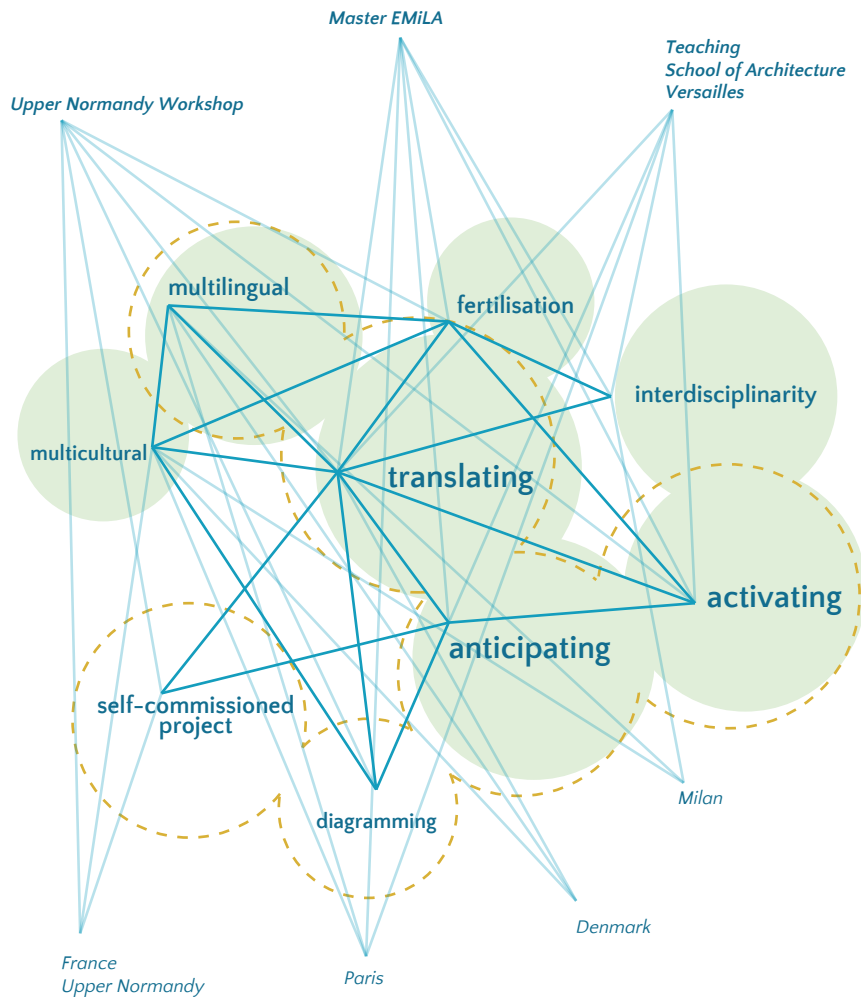 Master EMiLA
Teaching
School of Architecture
Versailles
Upper Normandy Workshop
multilingual
fertilisation
interdisciplinarity
multicultural
translating
activating
anticipating
self-commissioned
project
diagramming
Milan
Denmark
France
Upper Normandy
Paris